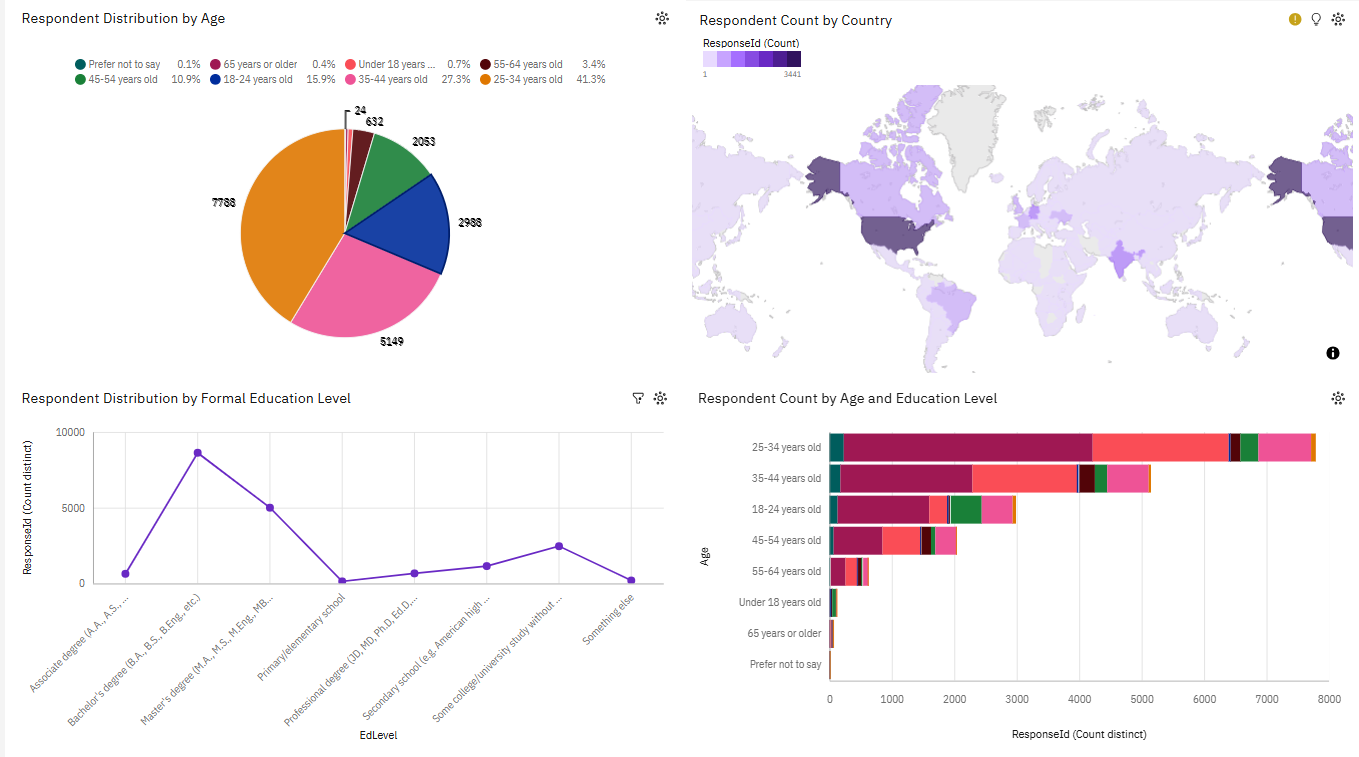 Respondent Distribution by Age
Prefer not to say 0.1% 65 years or older 0.4% Under 18 years ... 0.7% 55-64 years old 3.4%
45-54 years old 10.9% 18-24 years old 15.9% 35-44 years old 27.3% 25-34 years old 41.3%
24
632
2053
7788
2988
5149
Respondent Count by Country
ResponseId (Count)
1 3441
Respondent Distribution by Formal Education Level
ResponseId (Count distinct)
10000
5000
0
Associate degree (A.A., A.S., ...
Bachelor's degree (B.A., B.S., B.Eng., etc.)
Master's degree (M.A., M.S., M.Eng., MB...
Primary/elementary school
Professional degree (JD, MD, Ph.D, Ed.D, ...
Secondary school (e.g. American high ...
Some college/university study without ...
Something else
EdLevel
Respondent Count by Age and Education Level
Age
25-34 years old
35-44 years old
18-24 years old
45-54 years old
55-64 years old
Under 18 years old
65 years or older
Prefer not to say
0 1000 2000 3000 4000 5000 6000 7000 8000
ResponseId (Count distinct)